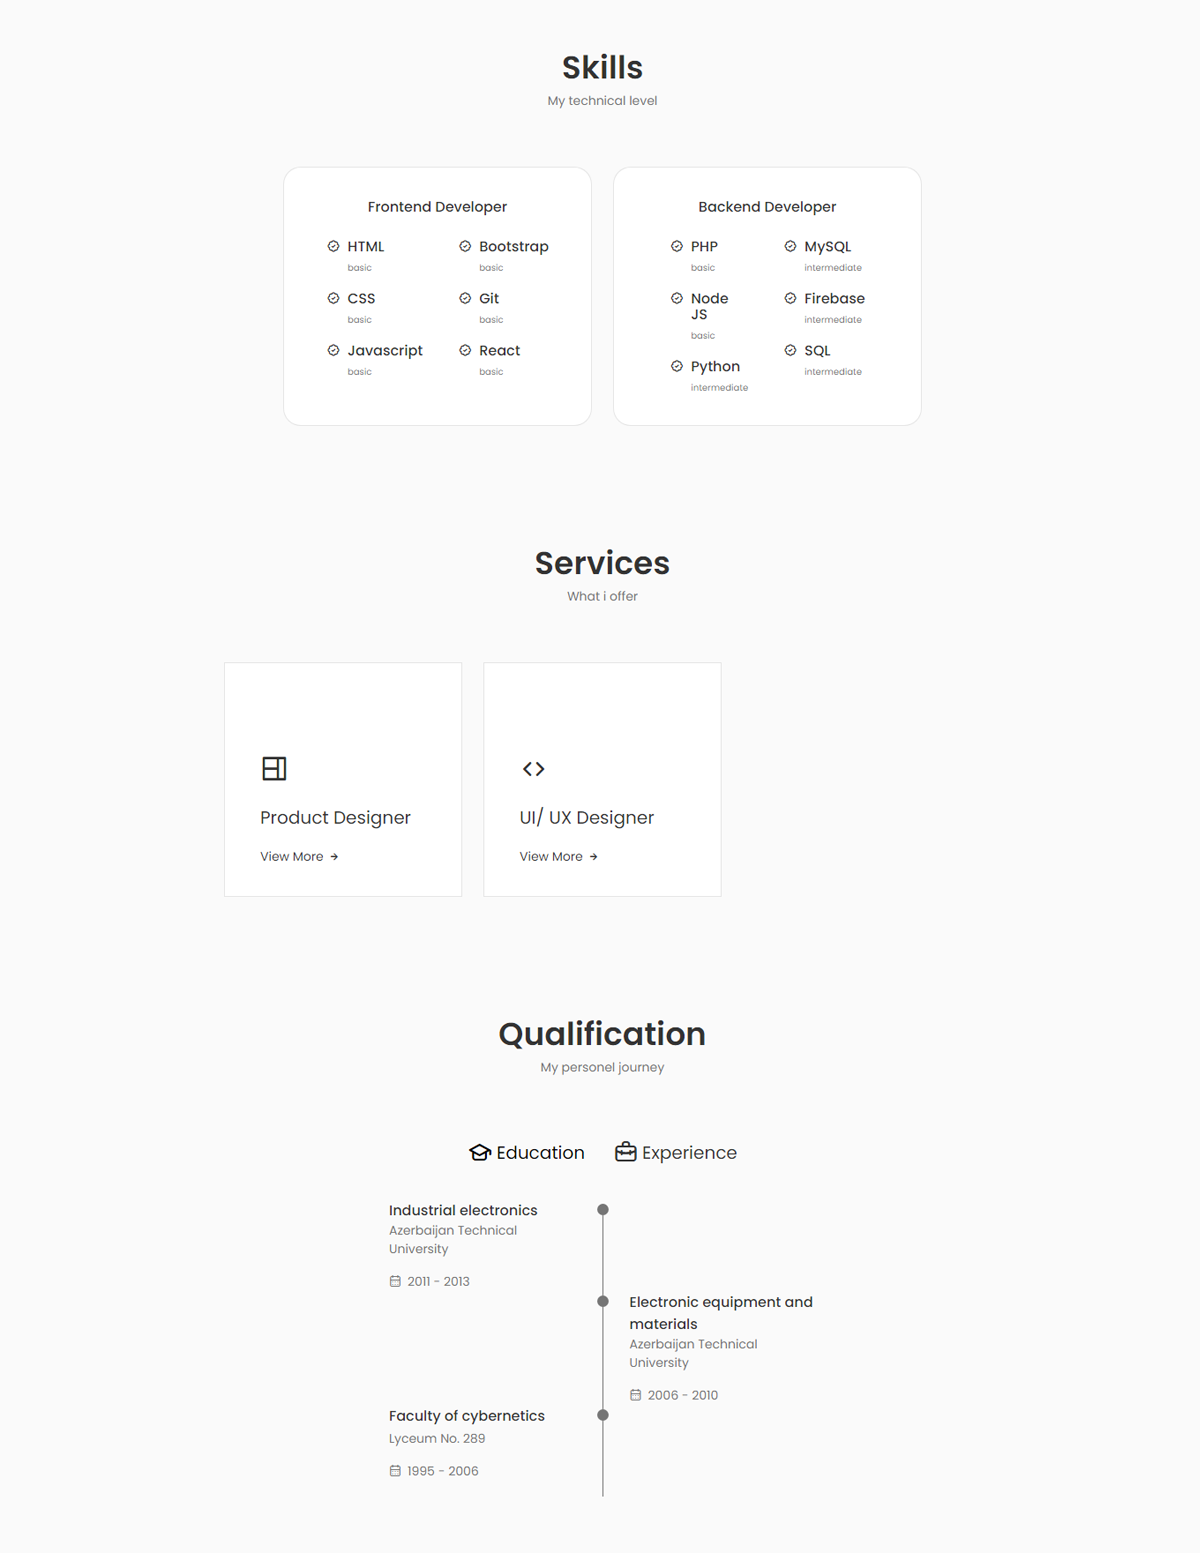 Skills
My technical level
Frontend Developer
HTML
basic
CSS
basic
Javascript
basic
Bootstrap
basic
Git
basic
React
basic
Backend Developer
PHP
basic
Node
JS
basic
Python
intermediate
MySQL
intermediate
Firebase
intermediate
SQL
intermediate
Services
What i offer
Product Designer
View More
UI/ UX Designer
View More
Qualification
My personel journey
Education
Experience
Industrial electronics
Azerbaijan Technical
University
2011 - 2013
Electronic equipment and
materials
Azerbaijan Technical
University
2006 - 2010
Faculty of cybernetics
Lyceum No. 289
1995 - 2006